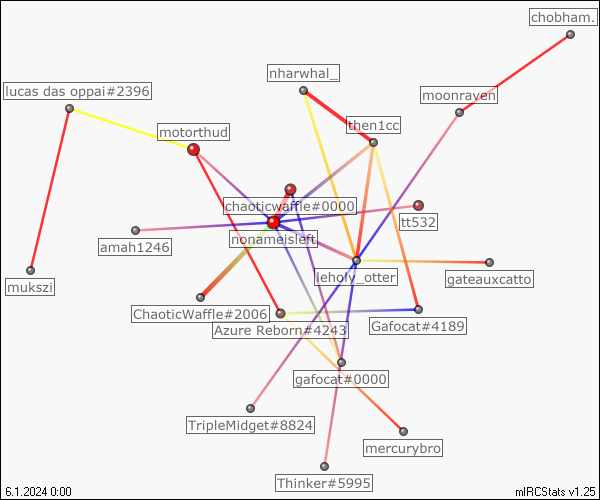 chobham.
nharwhal_
lucas das oppai#2396
moonraven
then1cc
motorthud
chaoticwaffle#0000
tt532
nonameisleft
amah1246
leholy_otter
gateauxcatto
mukszi
ChaoticWaffle#2006
Azure Reborn#4243
Gafocat#4189
gafocat#0000
TripleMidget#8824
mercurybro
Thinker#5995
6.1.2024 0:00
mIRCStats v1.25